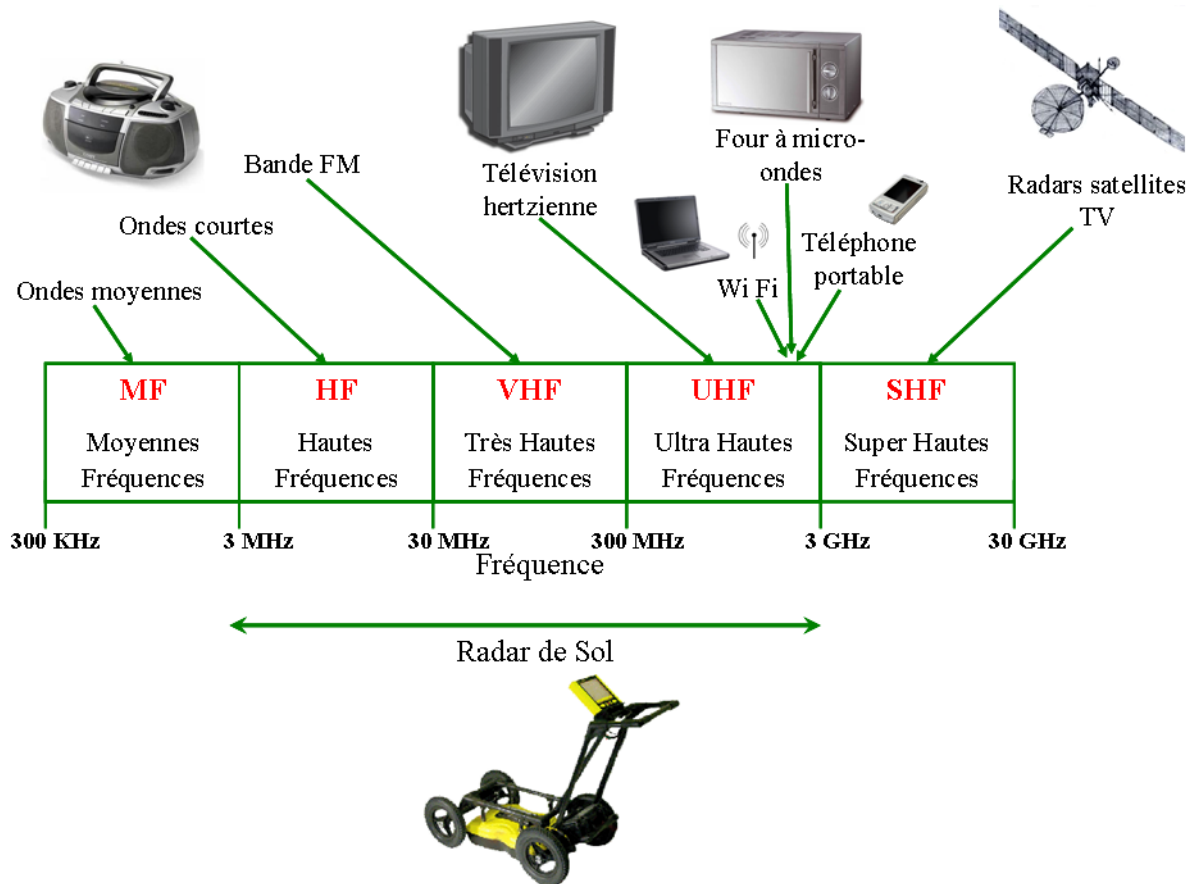 Bande FM
Télévision
hertzienne
Four à micro-
ondes
Radars satellites
TV
Ondes courtes
Téléphone
portable
Wi Fi
Ondes moyennes
MF
HF
VHF
UHF
SHF
Moyennes
Fréquences
Hautes
Fréquences
Très Hautes
Fréquences
Ultra Hautes
Fréquences
Super Hautes
Fréquences
300 KHz
3 MHz
30 MHz
300 MHz
3 GHz
30 GHz
Fréquence
Radar de Sol